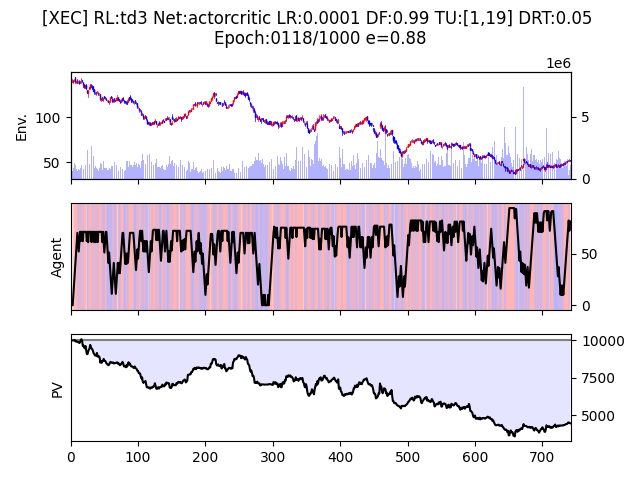 [XEC] RL:td3 Net:actorcritic LR:0.0001 DF:0.99 TU:[1,19] DRT:0.05
Epoch:0118/1000 e=0.88
1e6
Env.
100
50
5
0
Agent
50
0
PV
10000
7500
5000
0 100 200 300 400 500 600 700